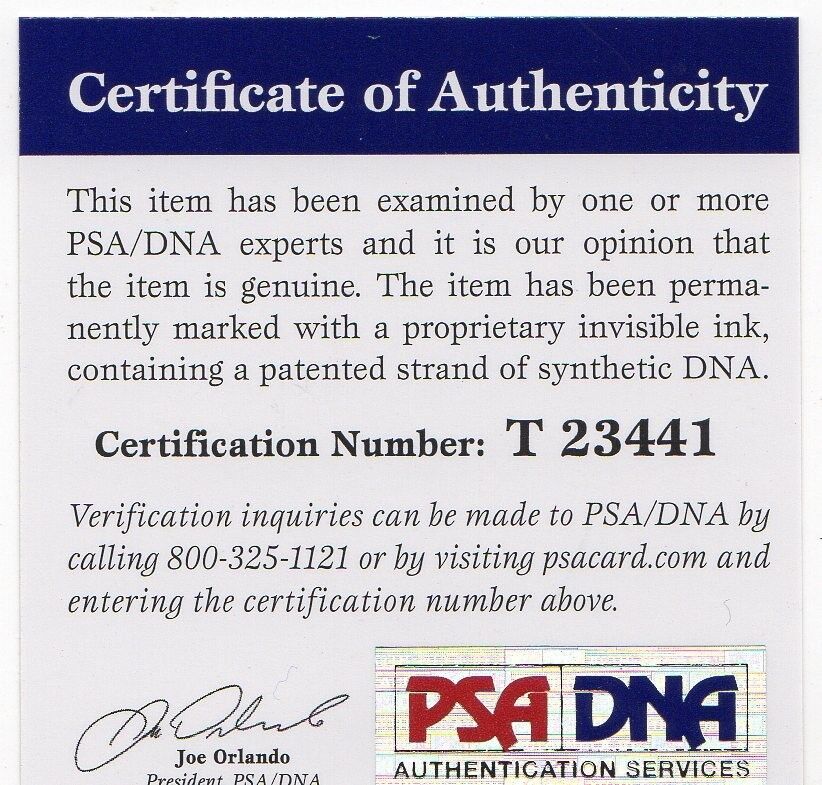 Certificate of Authenticity
This item has been examined by one or more
PSA/DNA experts and it is our opinion that
the item is genuine. The item has been perma-
nently marked with a proprietary invisible ink,
containing a patented strand of synthetic DNA.
Certification Number: T 23441
Verification inquiries can be made to PSA/DNA by
calling 800-325-1121 or by visiting psacard.com and
entering the certification number above.
Joe Orlando
President, PSA/DNA
PSA DNA
AUTHENTICATION SERVICES